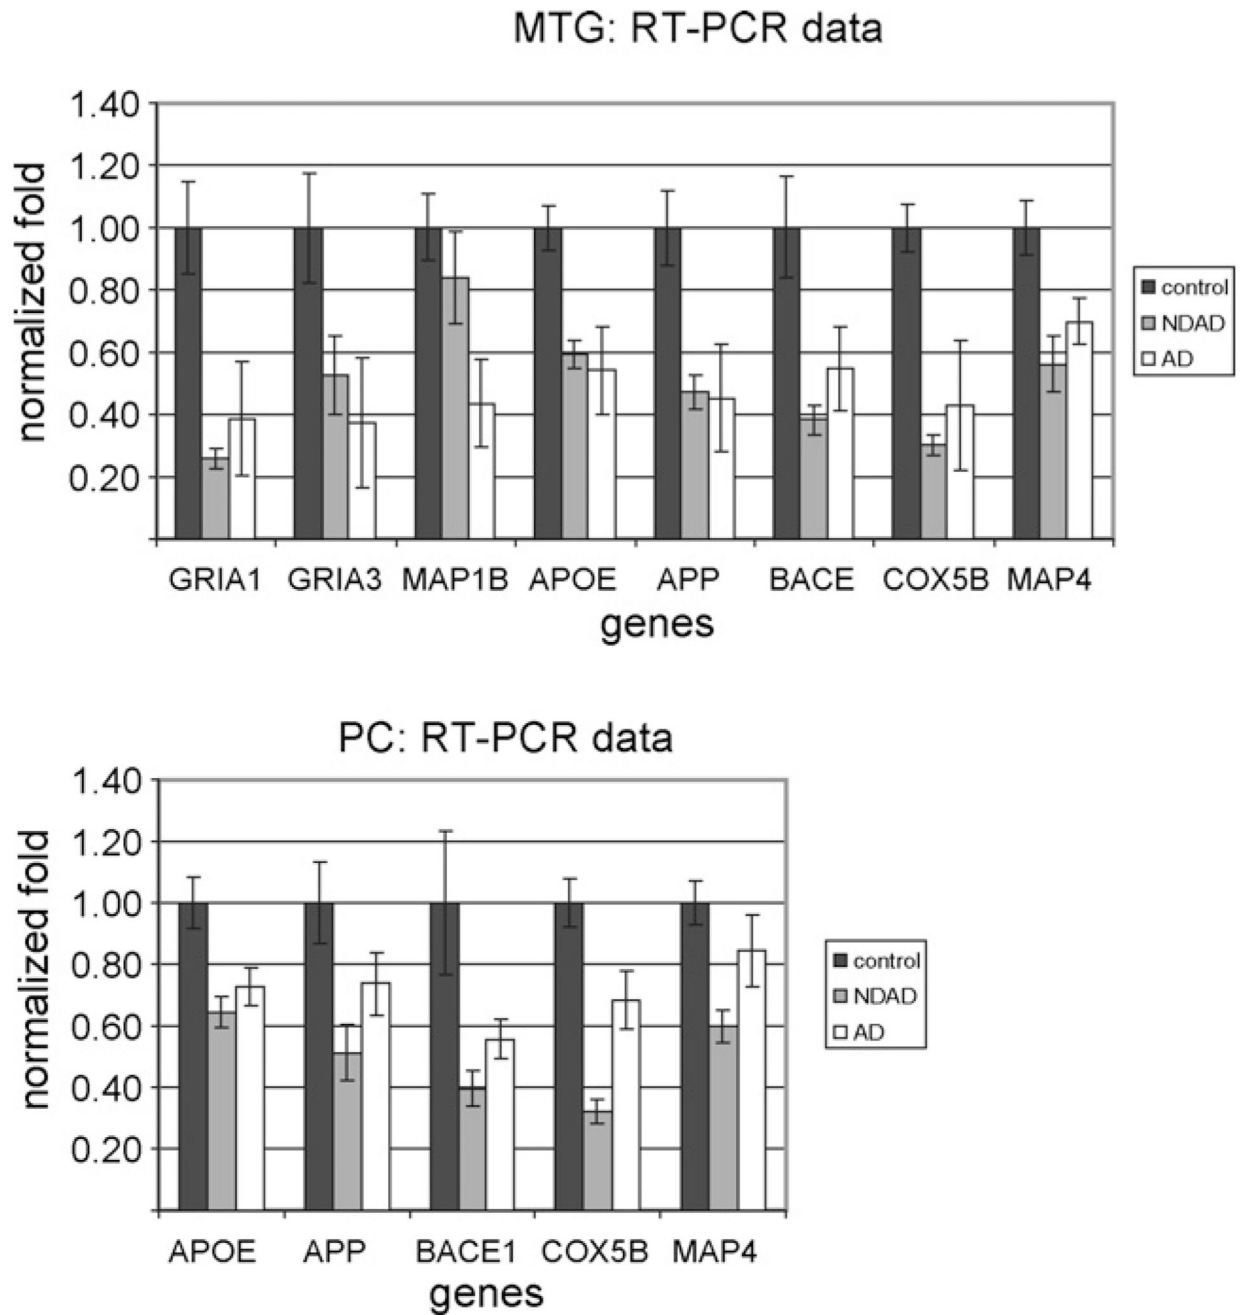 MTG: RT-PCR data
normalized fold
1.40
1.20
1.00
0.80
0.60
0.40
0.20
control
NDAD
AD
GRIA1 GRIA3 MAP1B APOE APP BACE COX5B MAP4
genes
PC: RT-PCR data
normalized fold
1.40
1.20
1.00
0.80
0.60
0.40
0.20
control
NDAD
AD
APOE APP BACE1 COX5B MAP4
genes